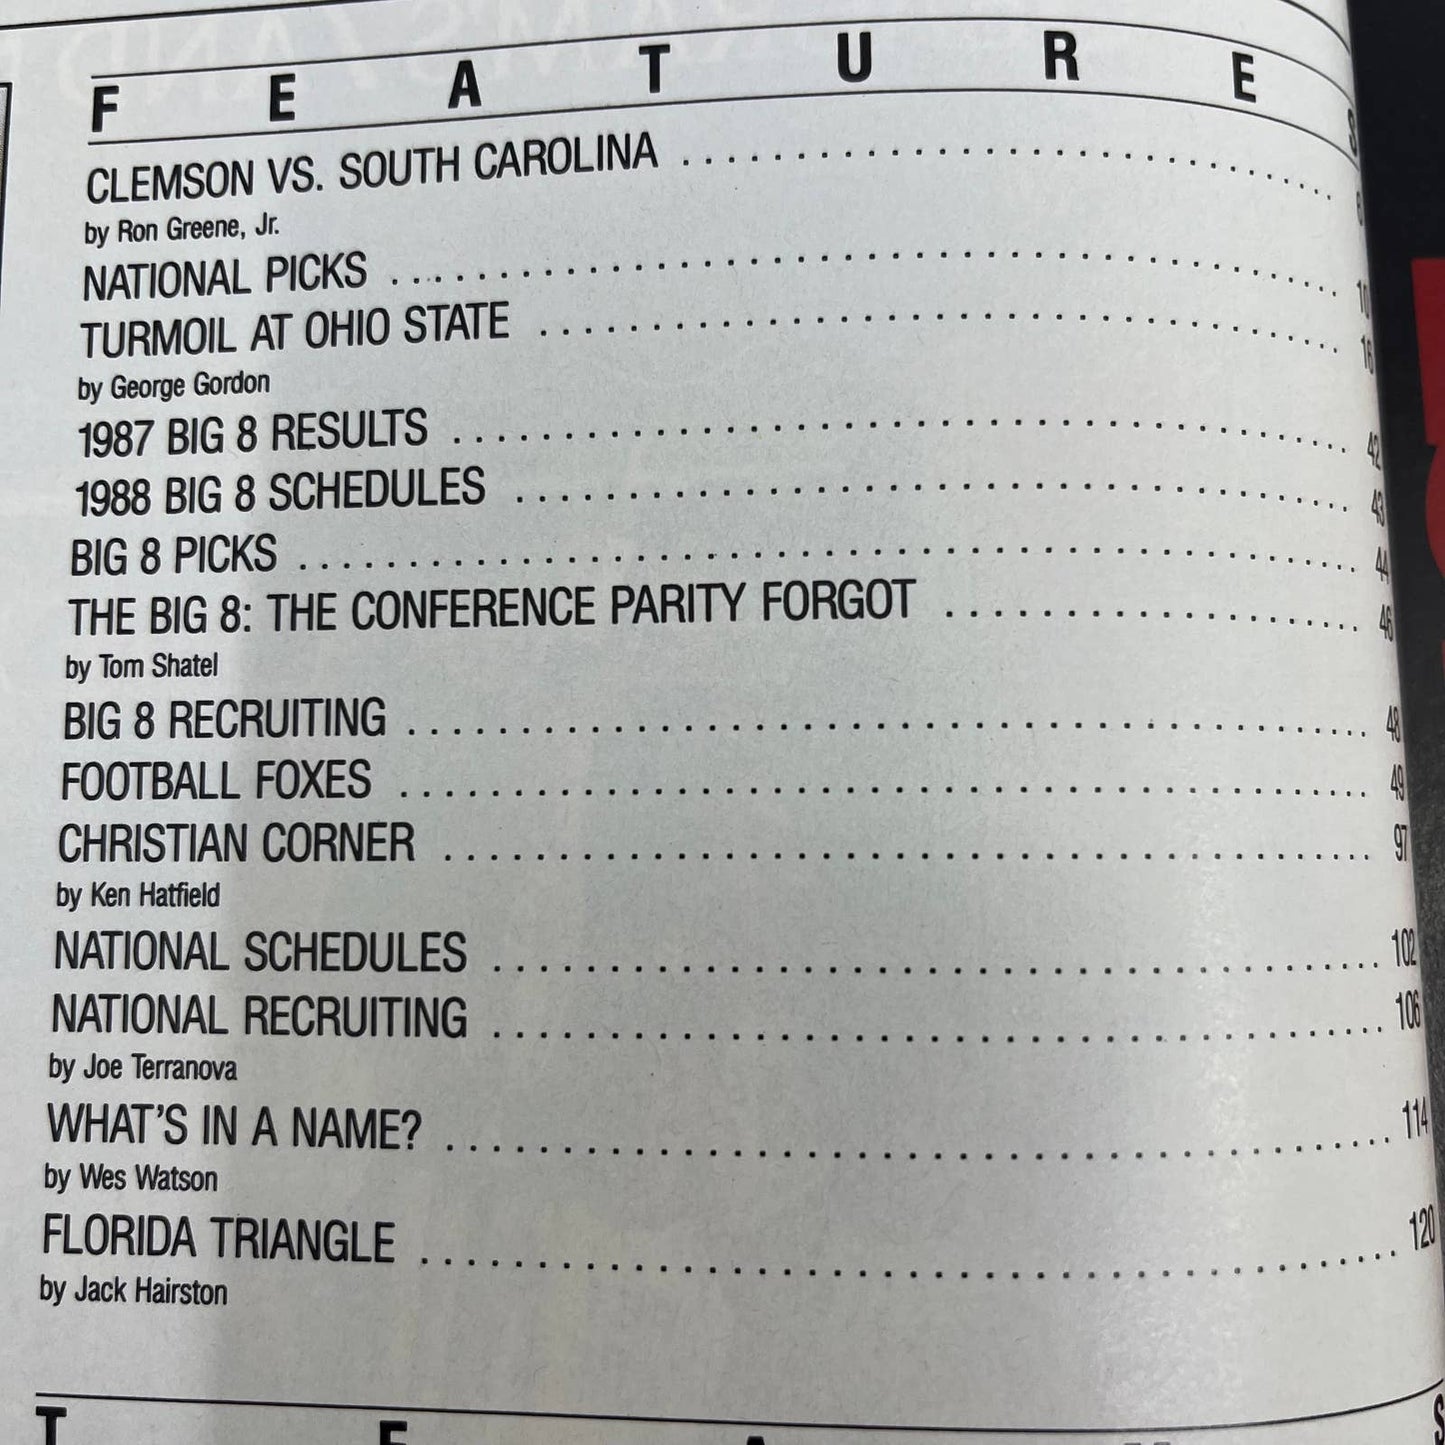 FEATURES
CLEMSON VS. SOUTH CAROLINA . . . . . . . . . . . . . . . . . . . . . . . . . . . . .
by Ron Greene, Jr.
NATIONAL PICKS . . . . . . . . . . . . . . . . . . . . . . . . . . . . . . . . . . . . . . . . 10
TURMOIL AT OHIO STATE . . . . . . . . . . . . . . . . . . . . . . . . . . . . . . . . . . 16
by George Gordon
1987 BIG 8 RESULTS . . . . . . . . . . . . . . . . . . . . . . . . . . . . . . . . . . . . . . 42
1988 BIG 8 SCHEDULES . . . . . . . . . . . . . . . . . . . . . . . . . . . . . . . . . . . 43
BIG 8 PICKS . . . . . . . . . . . . . . . . . . . . . . . . . . . . . . . . . . . . . . . . . . . 44
THE BIG 8: THE CONFERENCE PARITY FORGOT . . . . . . . . . . . . . . . . . . 46
by Tom Shatel
BIG 8 RECRUITING . . . . . . . . . . . . . . . . . . . . . . . . . . . . . . . . . . . . . . . 48
FOOTBALL FOXES . . . . . . . . . . . . . . . . . . . . . . . . . . . . . . . . . . . . . . . 49
CHRISTIAN CORNER . . . . . . . . . . . . . . . . . . . . . . . . . . . . . . . . . . . . . 97
by Ken Hatfield
NATIONAL SCHEDULES . . . . . . . . . . . . . . . . . . . . . . . . . . . . . . . . . . . 102
NATIONAL RECRUITING . . . . . . . . . . . . . . . . . . . . . . . . . . . . . . . . . . . 106
by Joe Terranova
WHAT'S IN A NAME? . . . . . . . . . . . . . . . . . . . . . . . . . . . . . . . . . . . . . . 114
by Wes Watson
FLORIDA TRIANGLE . . . . . . . . . . . . . . . . . . . . . . . . . . . . . . . . . . . . . . . 120
by Jack Hairston